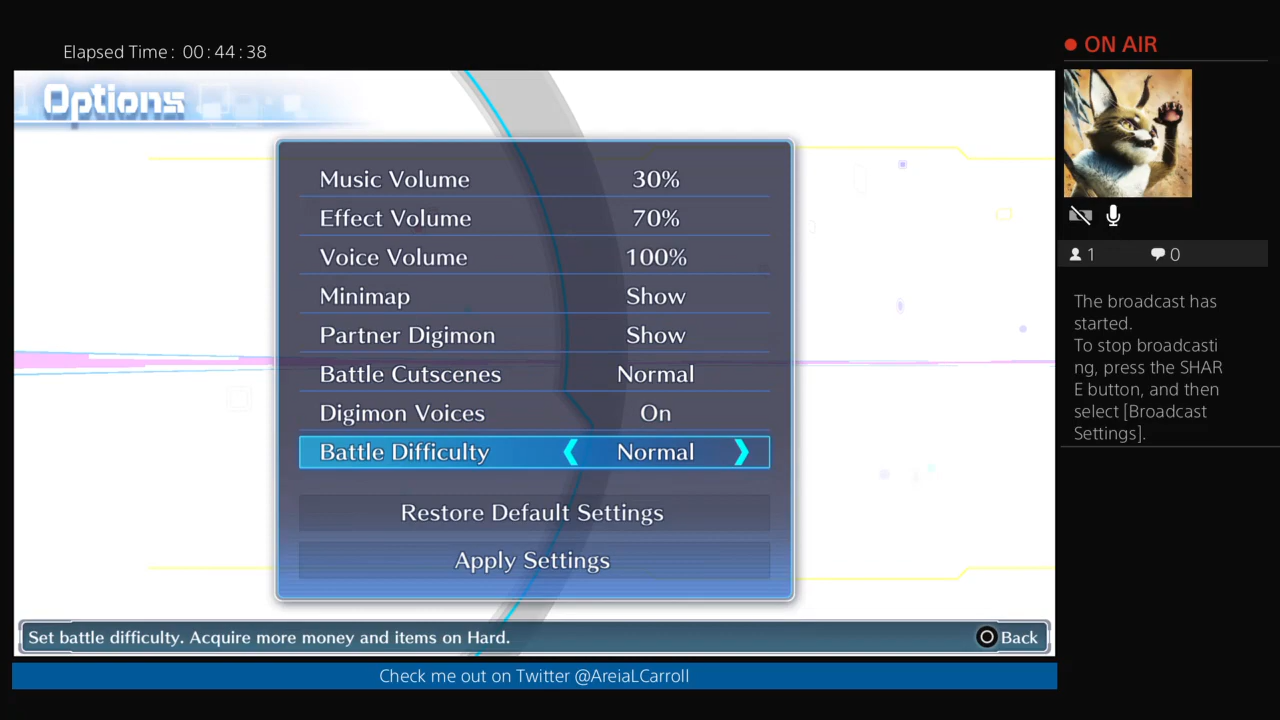 Elapsed Time: 00:44:38
ON AIR
Options
Music Volume 30%
Effect Volume 70%
Voice Volume 100%
Minimap Show
Partner Digimon Show
Battle Cutscenes Normal
Digimon Voices On
Battle Difficulty Normal
Restore Default Settings
Apply Settings
Set battle difficulty. Acquire more money and items on Hard.
Back
Check me out on Twitter @AreiaLCarroll
1 0
The broadcast has
started.
To stop broadcasti
ng, press the SHAR
E button, and then
select [Broadcast
Settings].